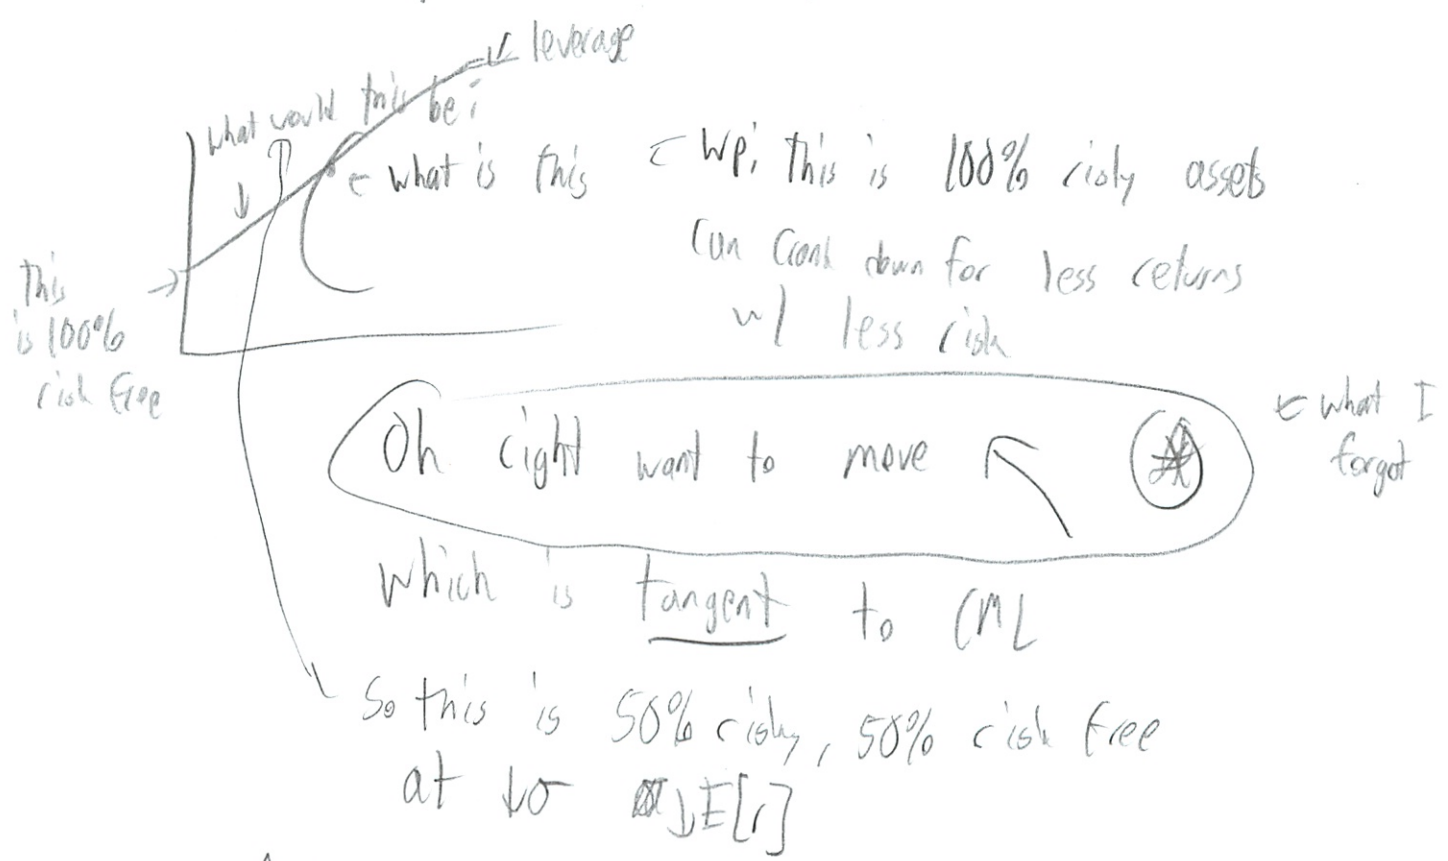 leverage
what would this be?
what is this
Wp, this is 100% risky assets
Can crank down for less returns
w/ less risk
this
is 100%
risk free
Oh right want to move
what I
forgot
which is tangent to CML
So this is 50% risky, 50% risk free
at ↓σ ↓E[r]